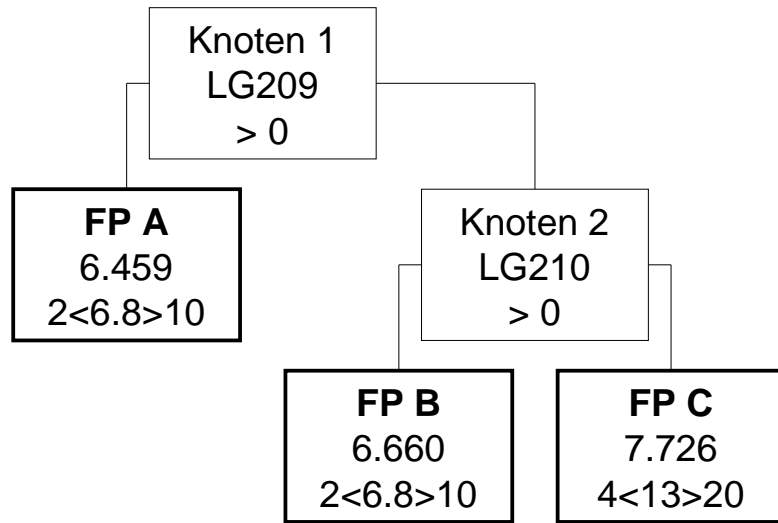 Knoten 1
LG209
> 0
FP A
6.459
2<6.8>10
Knoten 2
LG210
> 0
FP B
6.660
2<6.8>10
FP C
7.726
4<13>20